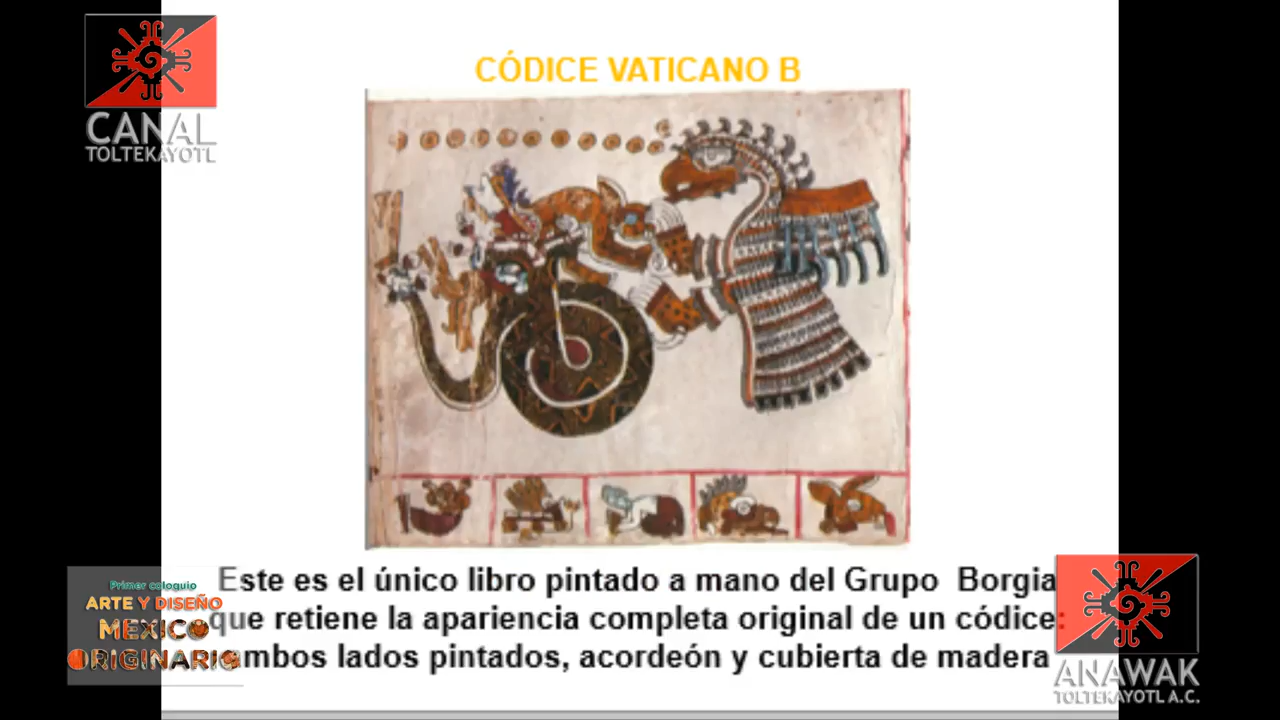 CANAL
TOLTEKAYOTL
CÓDICE VATICANO B
Este es el único libro pintado a mano del Grupo Borgia
que retiene la apariencia completa original de un códice:
ambos lados pintados, acordeón y cubierta de madera
Primer coloquio
ARTE Y DISEÑO
MÉXICO
ORIGINARIO
ANAWAK
TOLTEKAYOTL A.C.